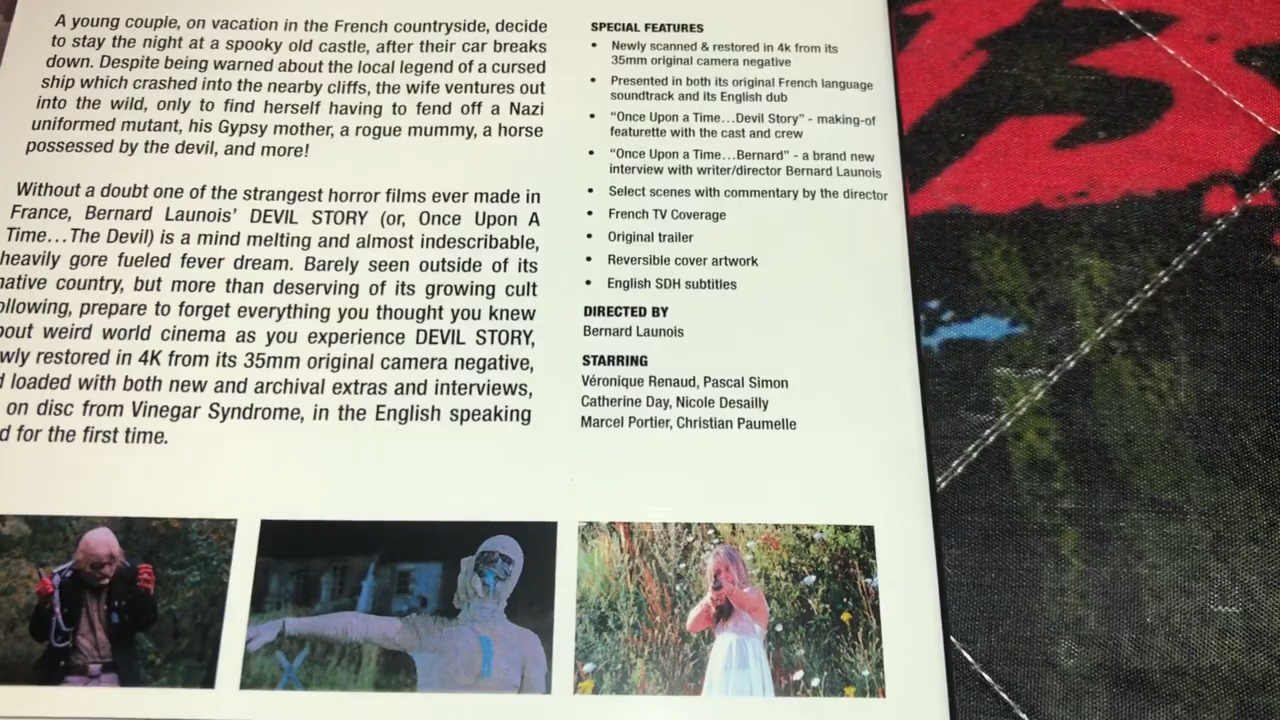 A young couple, on vacation in the French countryside, decide
to stay the night at a spooky old castle, after their car breaks
down. Despite being warned about the local legend of a cursed
ship which crashed into the nearby cliffs, the wife ventures out
into the wild, only to find herself having to fend off a Nazi
uniformed mutant, his Gypsy mother, a rogue mummy, a horse
possessed by the devil, and more!
Without a doubt one of the strangest horror films ever made in
France, Bernard Launois' DEVIL STORY (or, Once Upon A
Time...The Devil) is a mind melting and almost indescribable,
heavily gore fueled fever dream. Barely seen outside of its
native country, but more than deserving of its growing cult
ollowing, prepare to forget everything you thought you knew
out weird world cinema as you experience DEVIL STORY,
wly restored in 4K from its 35mm original camera negative,
d loaded with both new and archival extras and interviews,
on disc from Vinegar Syndrome, in the English speaking
d for the first time.
SPECIAL FEATURES
• Newly scanned & restored in 4k from its
35mm original camera negative
• Presented in both its original French language
soundtrack and its English dub
• "Once Upon a Time...Devil Story" - making-of
featurette with the cast and crew
• "Once Upon a Time...Bernard" - a brand new
interview with writer/director Bernard Launois
• Select scenes with commentary by the director
• French TV Coverage
• Original trailer
• Reversible cover artwork
• English SDH subtitles
DIRECTED BY
Bernard Launois
STARRING
Véronique Renaud, Pascal Simon
Catherine Day, Nicole Desailly
Marcel Portier, Christian Paumelle